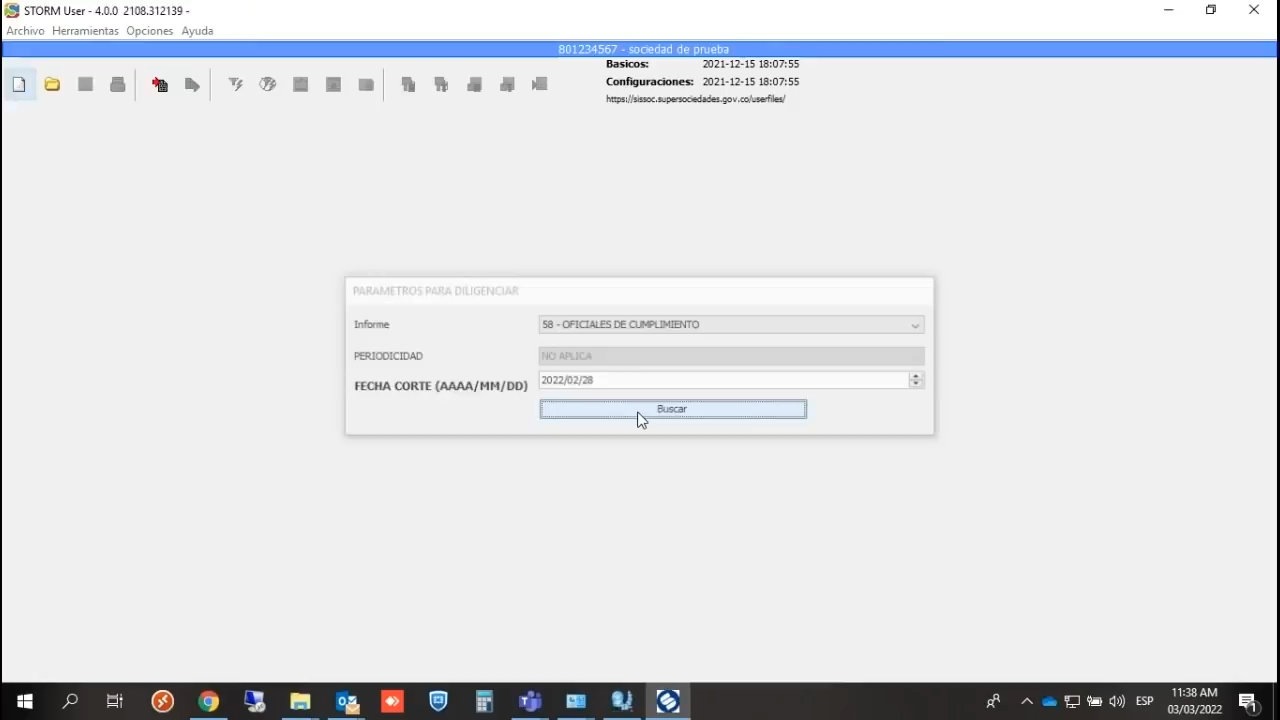 STORM User - 4.0.0 2108.312139 -
Archivo Herramientas Opciones Ayuda
801234567 - sociedad de prueba
Basicos: 2021-12-15 18:07:55
Configuraciones: 2021-12-15 18:07:55
https://sissoc.supersociedades.gov.co/userfiles/
PARAMETROS PARA DILIGENCIAR
Informe 58 - OFICIALES DE CUMPLIMIENTO
PERIODICIDAD NO APLICA
FECHA CORTE (AAAA/MM/DD) 2022/02/28
Buscar
ESP
11:38 AM
03/03/2022
1